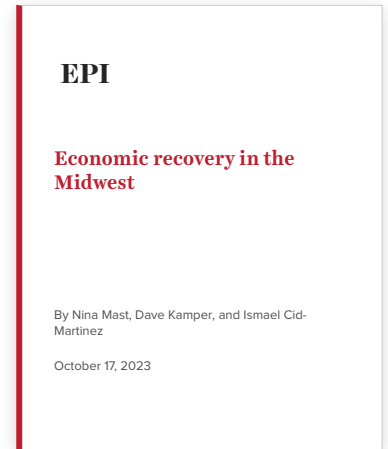 EPI
Economic recovery in the
Midwest
By Nina Mast, Dave Kamper, and Ismael Cid-
Martinez
October 17, 2023